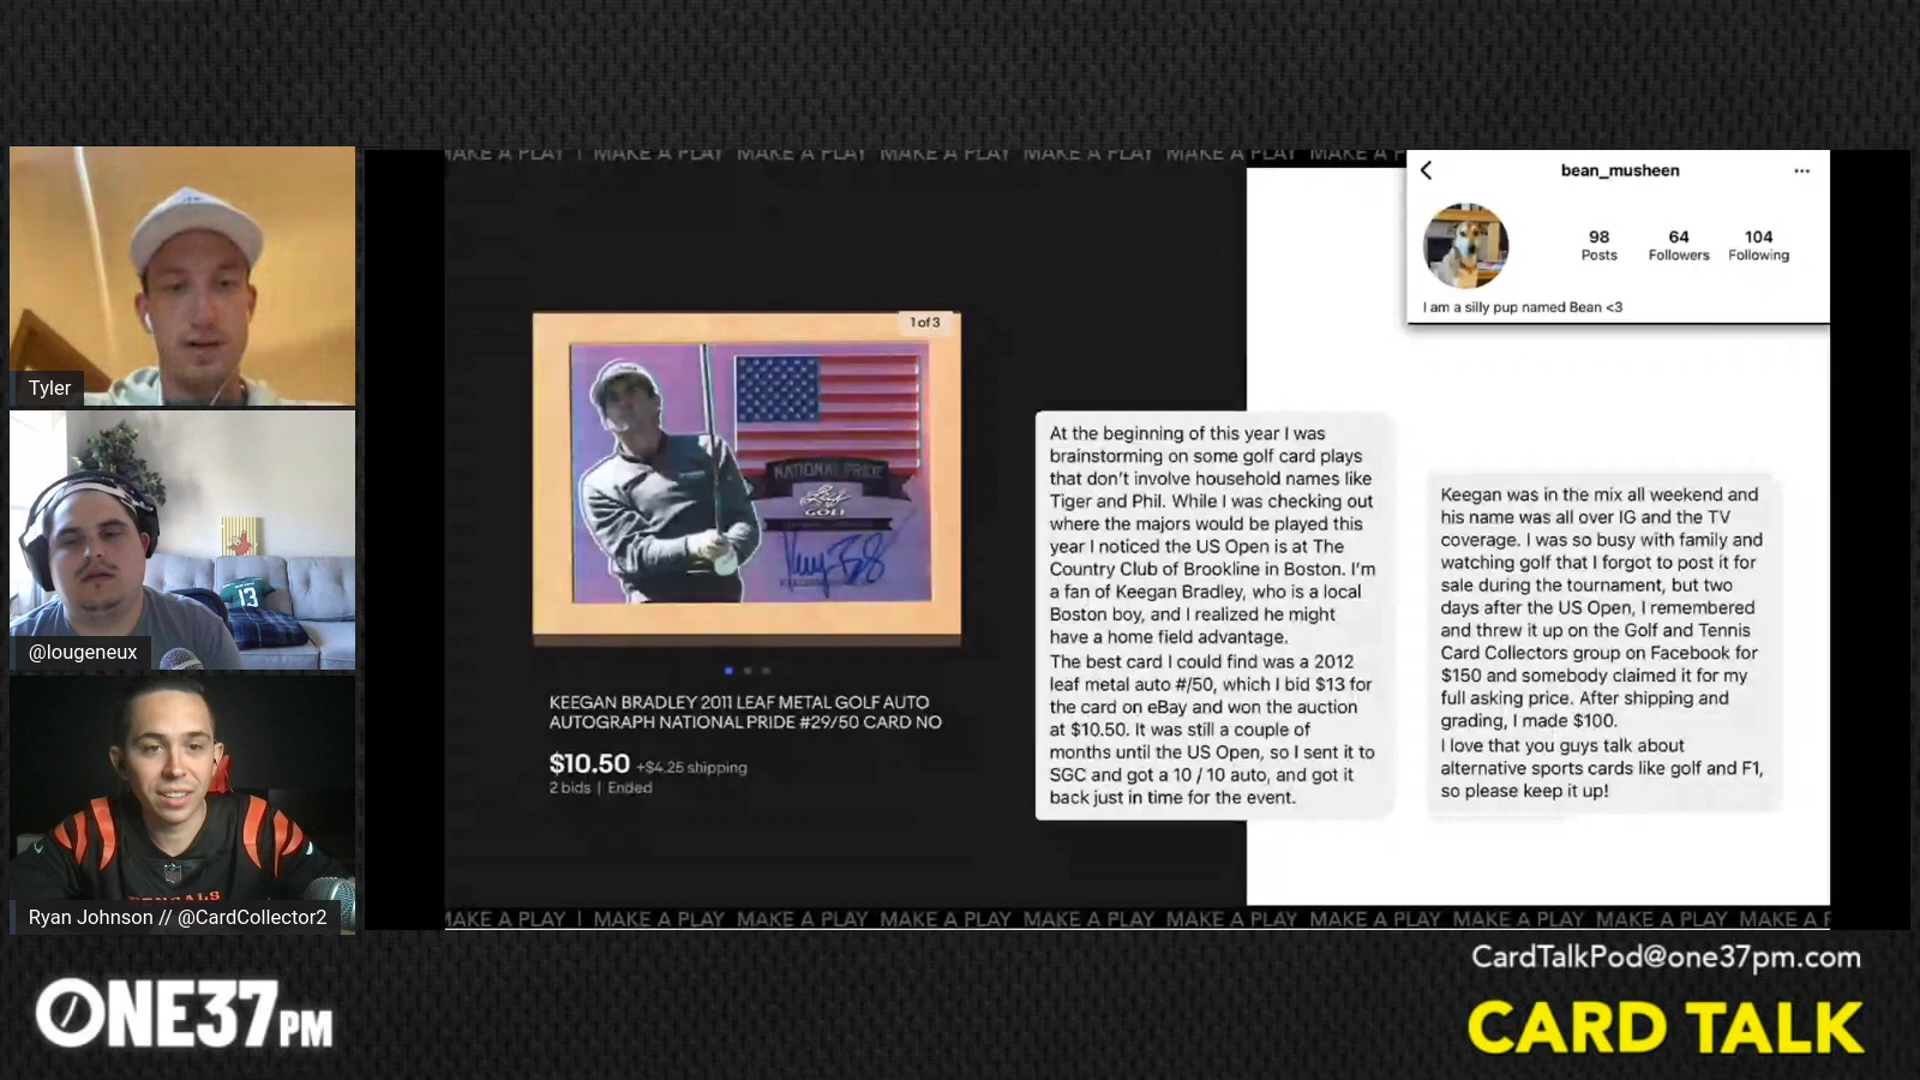 MAKE A PLAY | MAKE A PLAY MAKE A PLAY MAKE A PLAY MAKE A PLAY MAKE A PLAY MAKE A P
Tyler
@lougeneux
13
BENGALS
Ryan Johnson // @CardCollector2
1 of 3
NATIONAL PRIDE
Leaf
GOLF
KEEGAN BRADLEY 2011 LEAF METAL GOLF AUTO
AUTOGRAPH NATIONAL PRIDE #29/50 CARD NO
$10.50 +$4.25 shipping
2 bids | Ended
At the beginning of this year I was
brainstorming on some golf card plays
that don't involve household names like
Tiger and Phil. While I was checking out
where the majors would be played this
year I noticed the US Open is at The
Country Club of Brookline in Boston. I'm
a fan of Keegan Bradley, who is a local
Boston boy, and I realized he might
have a home field advantage.
The best card I could find was a 2012
leaf metal auto #/50, which I bid $13 for
the card on eBay and won the auction
at $10.50. It was still a couple of
months until the US Open, so I sent it to
SGC and got a 10 / 10 auto, and got it
back just in time for the event.
bean_musheen
98 64 104
Posts Followers Following
I am a silly pup named Bean <3
Keegan was in the mix all weekend and
his name was all over IG and the TV
coverage. I was so busy with family and
watching golf that I forgot to post it for
sale during the tournament, but two
days after the US Open, I remembered
and threw it up on the Golf and Tennis
Card Collectors group on Facebook for
$150 and somebody claimed it for my
full asking price. After shipping and
grading, I made $100.
I love that you guys talk about
alternative sports cards like golf and F1,
so please keep it up!
MAKE A PLAY | MAKE A PLAY MAKE A PLAY MAKE A PLAY MAKE A PLAY MAKE A PLAY MAKE A PLAY MAKE A PLAY MAKE A PLAY MAKE A P
CardTalkPod@one37pm.com
ONE37PM
CARD TALK